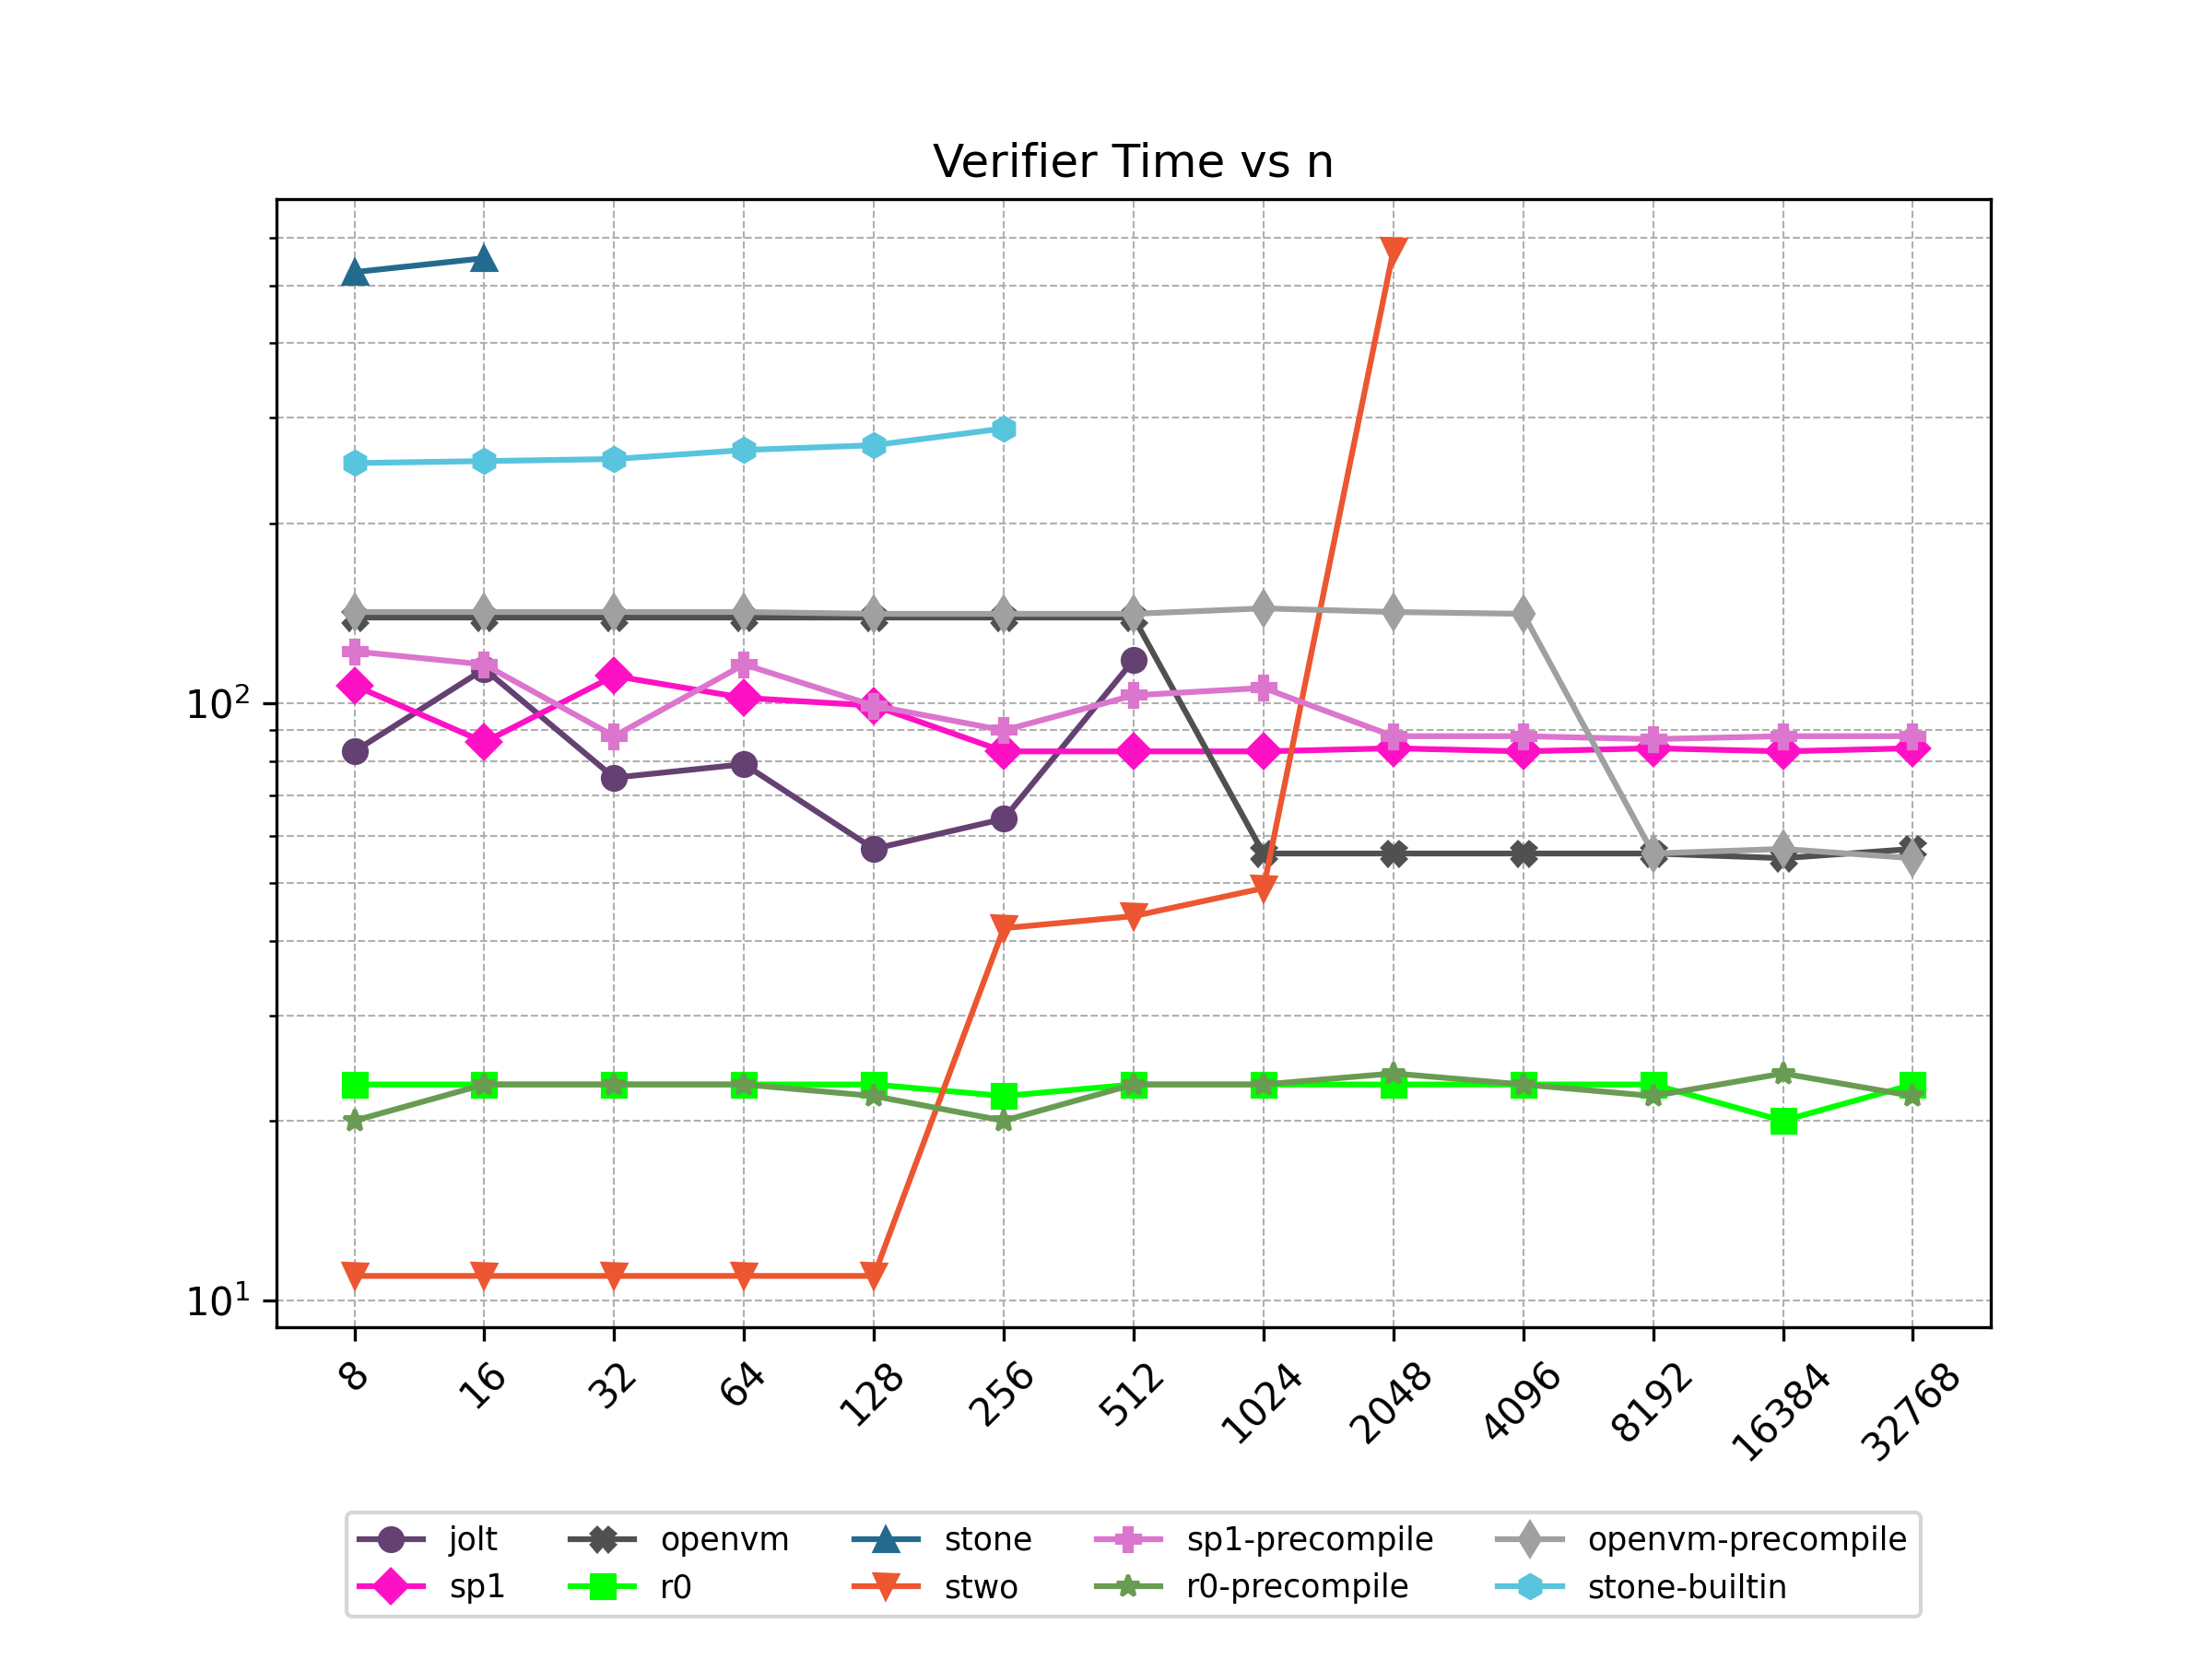 Verifier Time vs n
10²
10¹
8 16 32 64 128 256 512 1024 2048 4096 8192 16384 32768
jolt openvm stone sp1-precompile openvm-precompile
sp1 r0 stwo r0-precompile stone-builtin